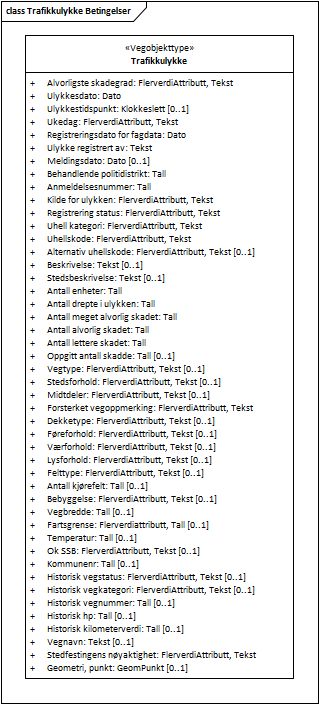 class Trafikkulykke Betingelser
«Vegobjekttype»
Trafikkulykke
+ Alvorligste skadegrad: FlerverdiAttributt, Tekst
+ Ulykkesdato: Dato
+ Ulykkestidspunkt: Klokkeslett [0..1]
+ Ukedag: FlerverdiAttributt, Tekst
+ Registreringsdato for fagdata: Dato
+ Ulykke registrert av: Tekst
+ Meldingsdato: Dato [0..1]
+ Behandlende politidistrikt: Tall
+ Anmeldelsesnummer: Tall
+ Kilde for ulykken: FlerverdiAttributt, Tekst
+ Registrering status: FlerverdiAttributt, Tekst
+ Uhell kategori: FlerverdiAttributt, Tekst
+ Uhellskode: FlerverdiAttributt, Tekst
+ Alternativ uhellskode: FlerverdiAttributt, Tekst [0..1]
+ Beskrivelse: Tekst [0..1]
+ Stedsbeskrivelse: Tekst [0..1]
+ Antall enheter: Tall
+ Antall drepte i ulykken: Tall
+ Antall meget alvorlig skadet: Tall
+ Antall alvorlig skadet: Tall
+ Antall lettere skadet: Tall
+ Oppgitt antall skadde: Tall [0..1]
+ Vegtype: FlerverdiAttributt, Tekst [0..1]
+ Stedsforhold: FlerverdiAttributt, Tekst [0..1]
+ Midtdeler: FlerverdiAttributt, Tekst [0..1]
+ Forsterket vegoppmerking: FlerverdiAttributt, Tekst
+ Dekketype: FlerverdiAttributt, Tekst [0..1]
+ Føreforhold: FlerverdiAttributt, Tekst [0..1]
+ Værforhold: FlerverdiAttributt, Tekst [0..1]
+ Lysforhold: FlerverdiAttributt, Tekst [0..1]
+ Felttype: FlerverdiAttributt, Tekst [0..1]
+ Antall kjørefelt: Tall [0..1]
+ Bebyggelse: FlerverdiAttributt, Tekst [0..1]
+ Vegbredde: Tall [0..1]
+ Fartsgrense: Flerverdiattributt, Tall [0..1]
+ Temperatur: Tall [0..1]
+ Ok SSB: FlerverdiAttributt, Tekst [0..1]
+ Kommunenr: Tall [0..1]
+ Historisk vegstatus: FlerverdiAttributt, Tekst [0..1]
+ Historisk vegkategori: FlerverdiAttributt, Tekst [0..1]
+ Historisk vegnummer: Tall [0..1]
+ Historisk hp: Tall [0..1]
+ Historisk kilometerverdi: Tall [0..1]
+ Vegnavn: Tekst [0..1]
+ Stedfestingens nøyaktighet: FlerverdiAttributt, Tekst
+ Geometri, punkt: GeomPunkt [0..1]